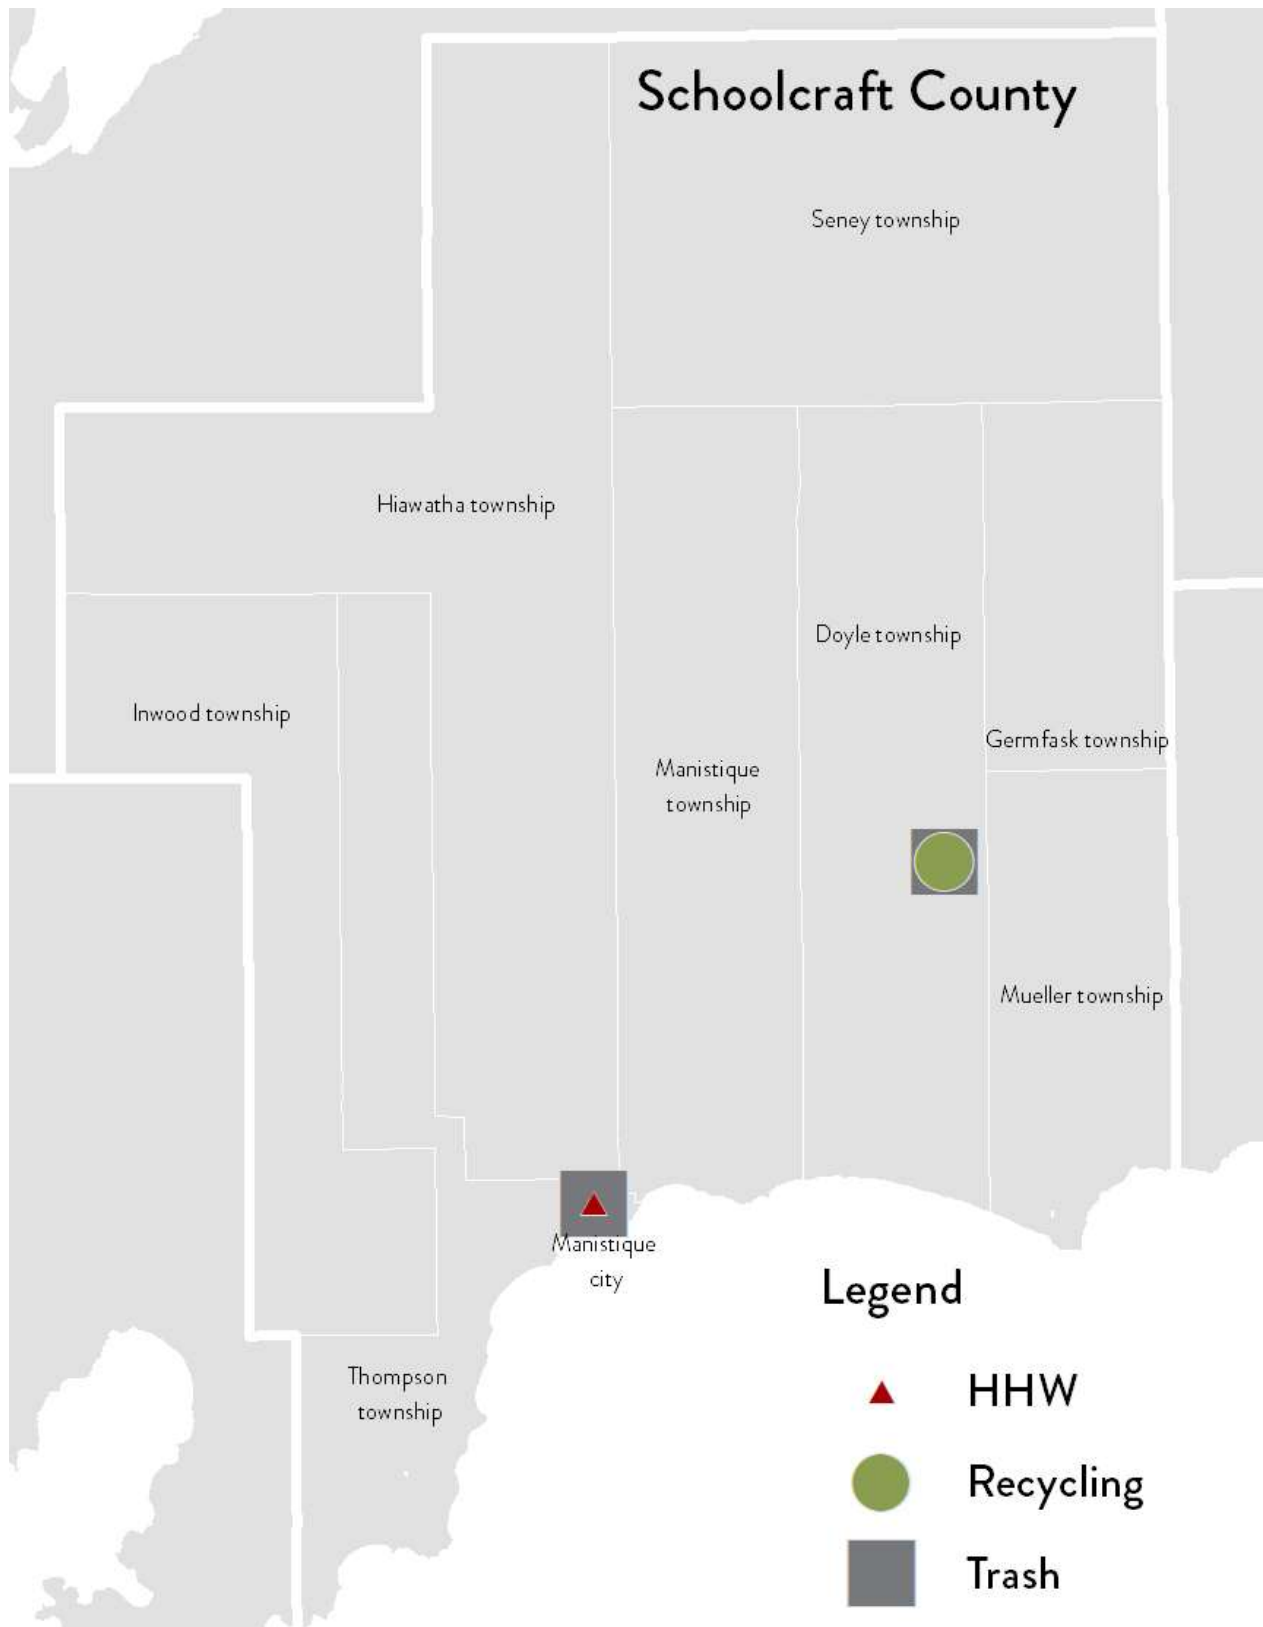 Schoolcraft County
Seney township
Hiawatha township
Doyle township
Inwood township
Germfask township
Manistique
township
Mueller township
Manistique
city
Legend
Thompson
township
HHW
Recycling
Trash